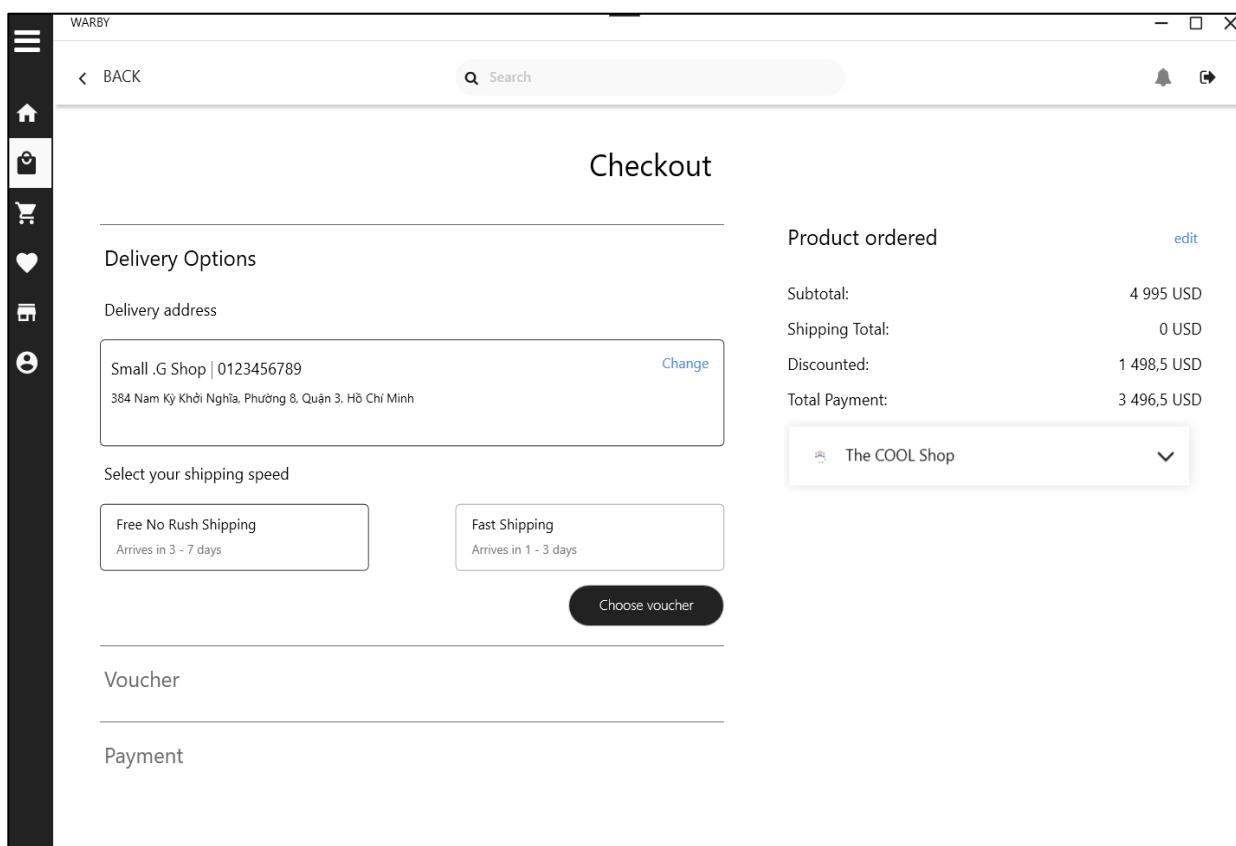 WARBY
BACK
Search
Checkout
Delivery Options
Delivery address
Small .G Shop | 0123456789
Change
384 Nam Kỳ Khởi Nghĩa, Phường 8, Quận 3, Hồ Chí Minh
Select your shipping speed
Free No Rush Shipping
Arrives in 3 - 7 days
Fast Shipping
Arrives in 1 - 3 days
Choose voucher
Voucher
Payment
Product ordered
edit
Subtotal: 4 995 USD
Shipping Total: 0 USD
Discounted: 1 498,5 USD
Total Payment: 3 496,5 USD
The COOL Shop